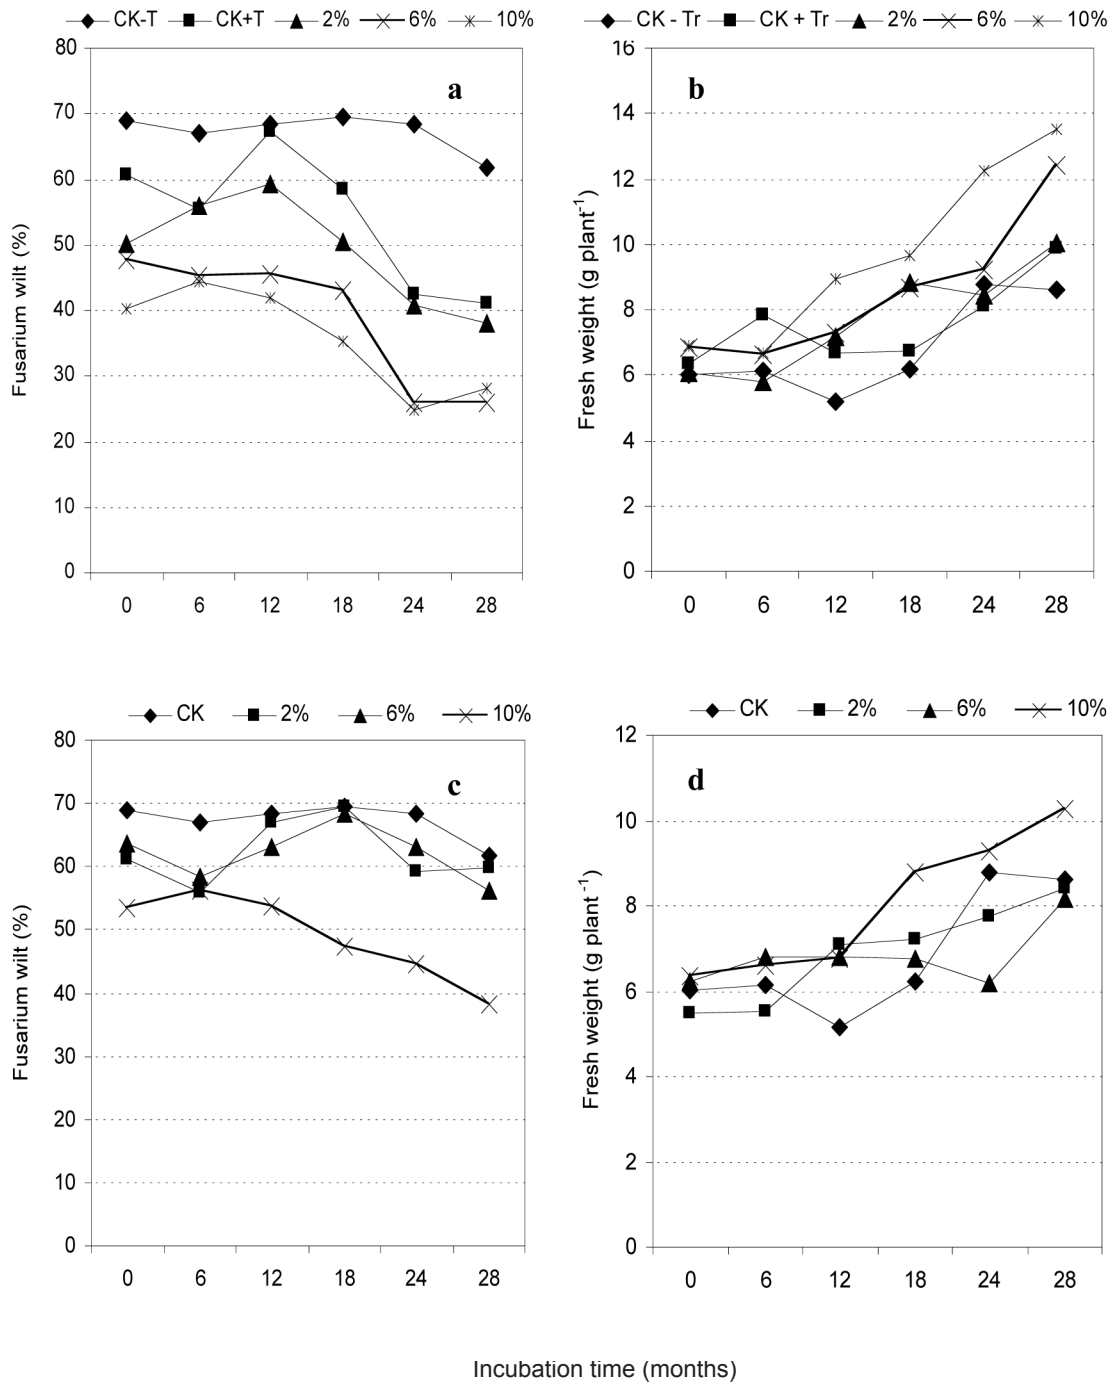 CK-T CK+T 2% 6% 10%
80
70
60
50
40
30
20
10
0
Fusarium wilt (%)
a
0 6 12 18 24 28
CK - Tr CK + Tr 2% 6% 10%
16
14
12
10
8
6
4
2
0
Fresh weight (g plant⁻¹)
b
0 6 12 18 24 28
CK 2% 6% 10%
80
70
60
50
40
30
20
10
0
Fusarium wilt (%)
c
0 6 12 18 24 28
CK 2% 6% 10%
12
10
8
6
4
2
0
Fresh weight (g plant ⁻¹)
d
0 6 12 18 24 28
Incubation time (months)